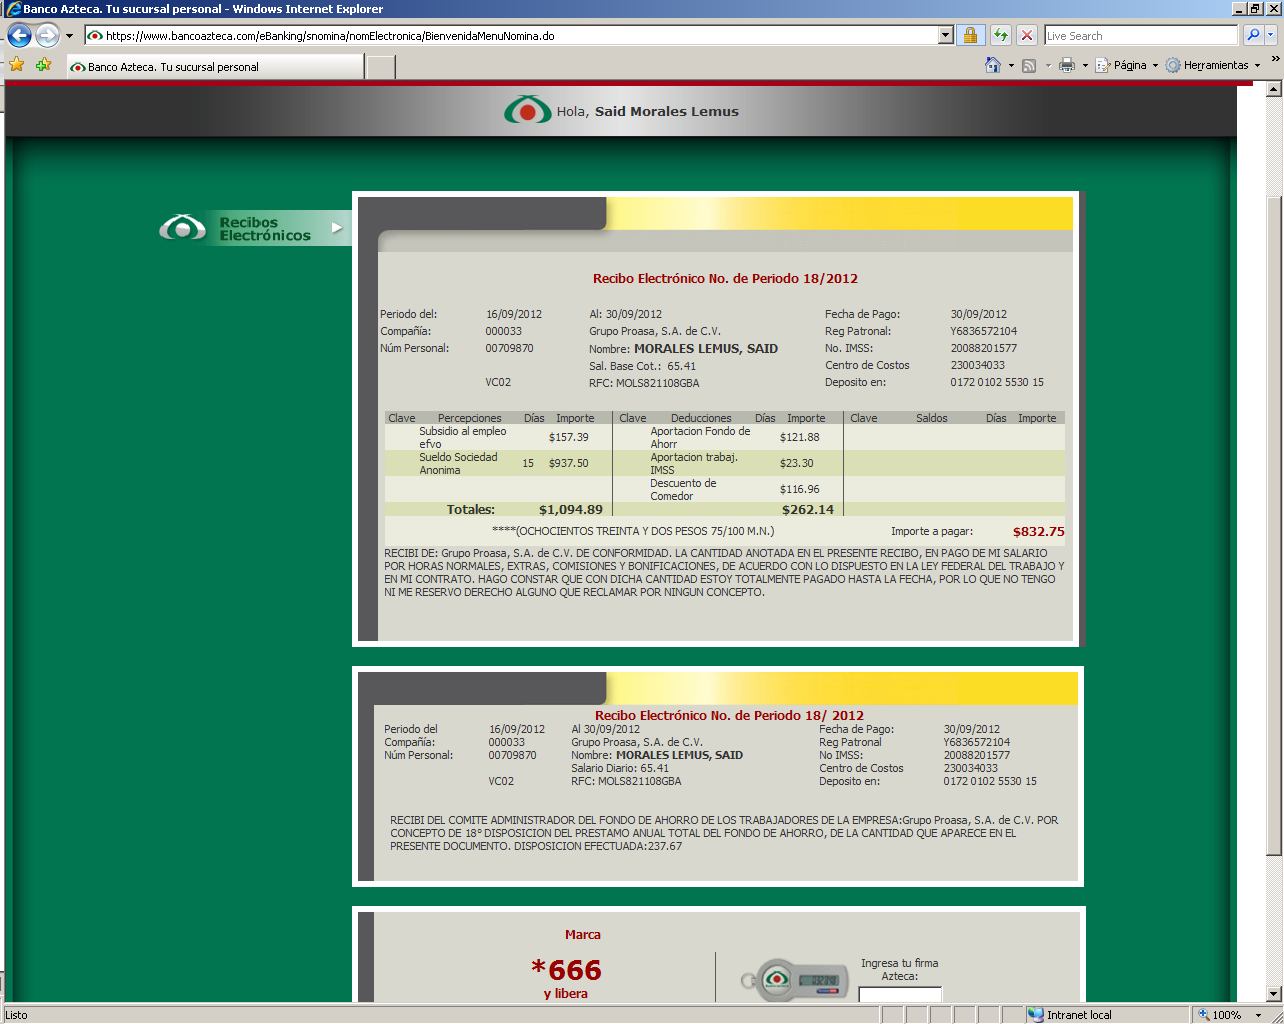 Banco Azteca. Tu sucursal personal - Windows Internet Explorer
https://www.bancoazteca.com/eBanking/snomina/nomElectronica/BienvenidaMenuNomina.do
Live Search
Banco Azteca. Tu sucursal personal
Página
Herramientas
Hola, Said Morales Lemus
Recibos
Electrónicos
Recibo Electrónico No. de Periodo 18/2012
Periodo del: 16/09/2012 Al: 30/09/2012 Fecha de Pago: 30/09/2012
Compañía: 000033 Grupo Proasa, S.A. de C.V. Reg Patronal: Y6836572104
Núm Personal: 00709870 Nombre: MORALES LEMUS, SAID No. IMSS: 20088201577
Sal. Base Cot.: 65.41 Centro de Costos 230034033
VC02 RFC: MOLS821108GBA Deposito en: 0172 0102 5530 15
Clave Percepciones Días Importe Clave Deducciones Días Importe Clave Saldos Días Importe
Subsidio al empleo efvo $157.39 Aportacion Fondo de Ahorr $121.88
Sueldo Sociedad Anonima 15 $937.50 Aportacion trabaj. IMSS $23.30
Descuento de Comedor $116.96
Totales: $1,094.89 $262.14
****(OCHOCIENTOS TREINTA Y DOS PESOS 75/100 M.N.) Importe a pagar: $832.75
RECIBI DE: Grupo Proasa, S.A. de C.V. DE CONFORMIDAD. LA CANTIDAD ANOTADA EN EL PRESENTE RECIBO, EN PAGO DE MI SALARIO
POR HORAS NORMALES, EXTRAS, COMISIONES Y BONIFICACIONES, DE ACUERDO CON LO DISPUESTO EN LA LEY FEDERAL DEL TRABAJO Y
EN MI CONTRATO. HAGO CONSTAR QUE CON DICHA CANTIDAD ESTOY TOTALMENTE PAGADO HASTA LA FECHA, POR LO QUE NO TENGO
NI ME RESERVO DERECHO ALGUNO QUE RECLAMAR POR NINGUN CONCEPTO.
Recibo Electrónico No. de Periodo 18/ 2012
Periodo del 16/09/2012 Al 30/09/2012 Fecha de Pago: 30/09/2012
Compañía: 000033 Grupo Proasa, S.A. de C.V. Reg Patronal Y6836572104
Núm Personal: 00709870 Nombre: MORALES LEMUS, SAID No IMSS: 20088201577
Salario Diario: 65.41 Centro de Costos 230034033
VC02 RFC: MOLS821108GBA Deposito en: 0172 0102 5530 15
RECIBI DEL COMITE ADMINISTRADOR DEL FONDO DE AHORRO DE LOS TRABAJADORES DE LA EMPRESA:Grupo Proasa, S.A. de C.V. POR
CONCEPTO DE 18° DISPOSICION DEL PRESTAMO ANUAL TOTAL DEL FONDO DE AHORRO, DE LA CANTIDAD QUE APARECE EN EL
PRESENTE DOCUMENTO. DISPOSICION EFECTUADA:237.67
Marca
*666
y libera
Ingresa tu firma
Azteca:
Listo
Intranet local
100%